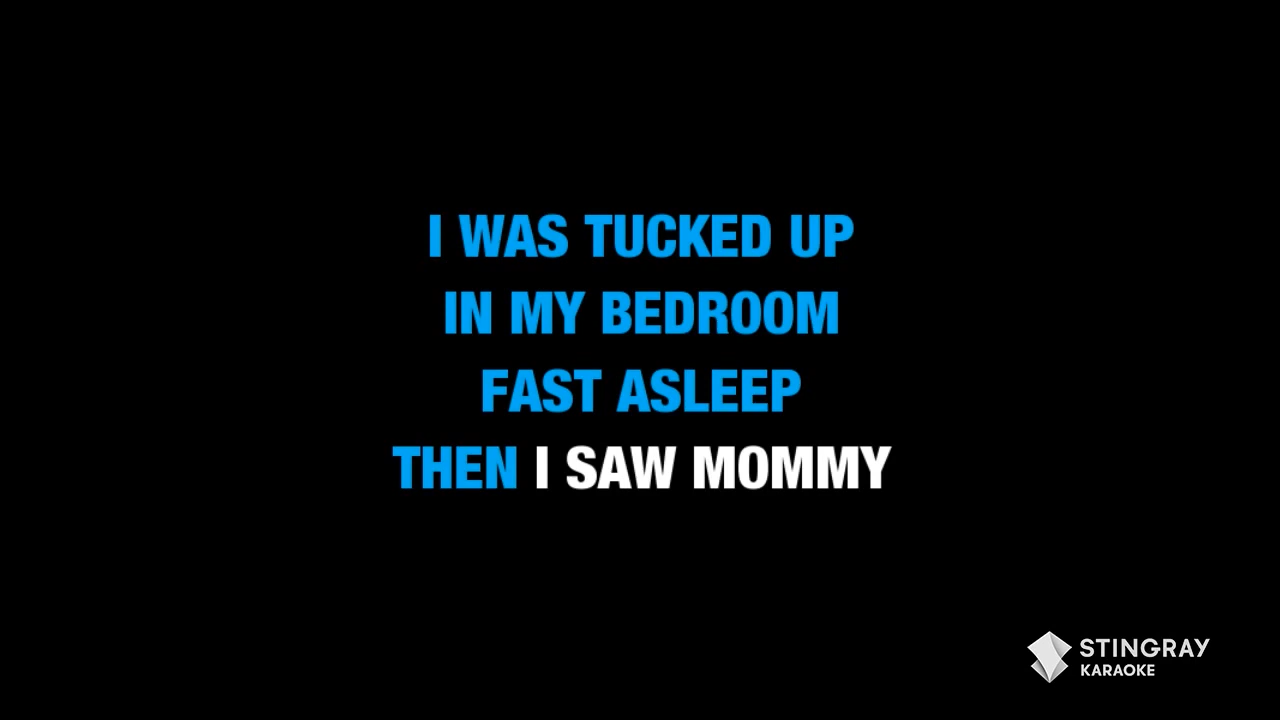 I WAS TUCKED UP
IN MY BEDROOM
FAST ASLEEP
THEN I SAW MOMMY
STINGRAY
KARAOKE